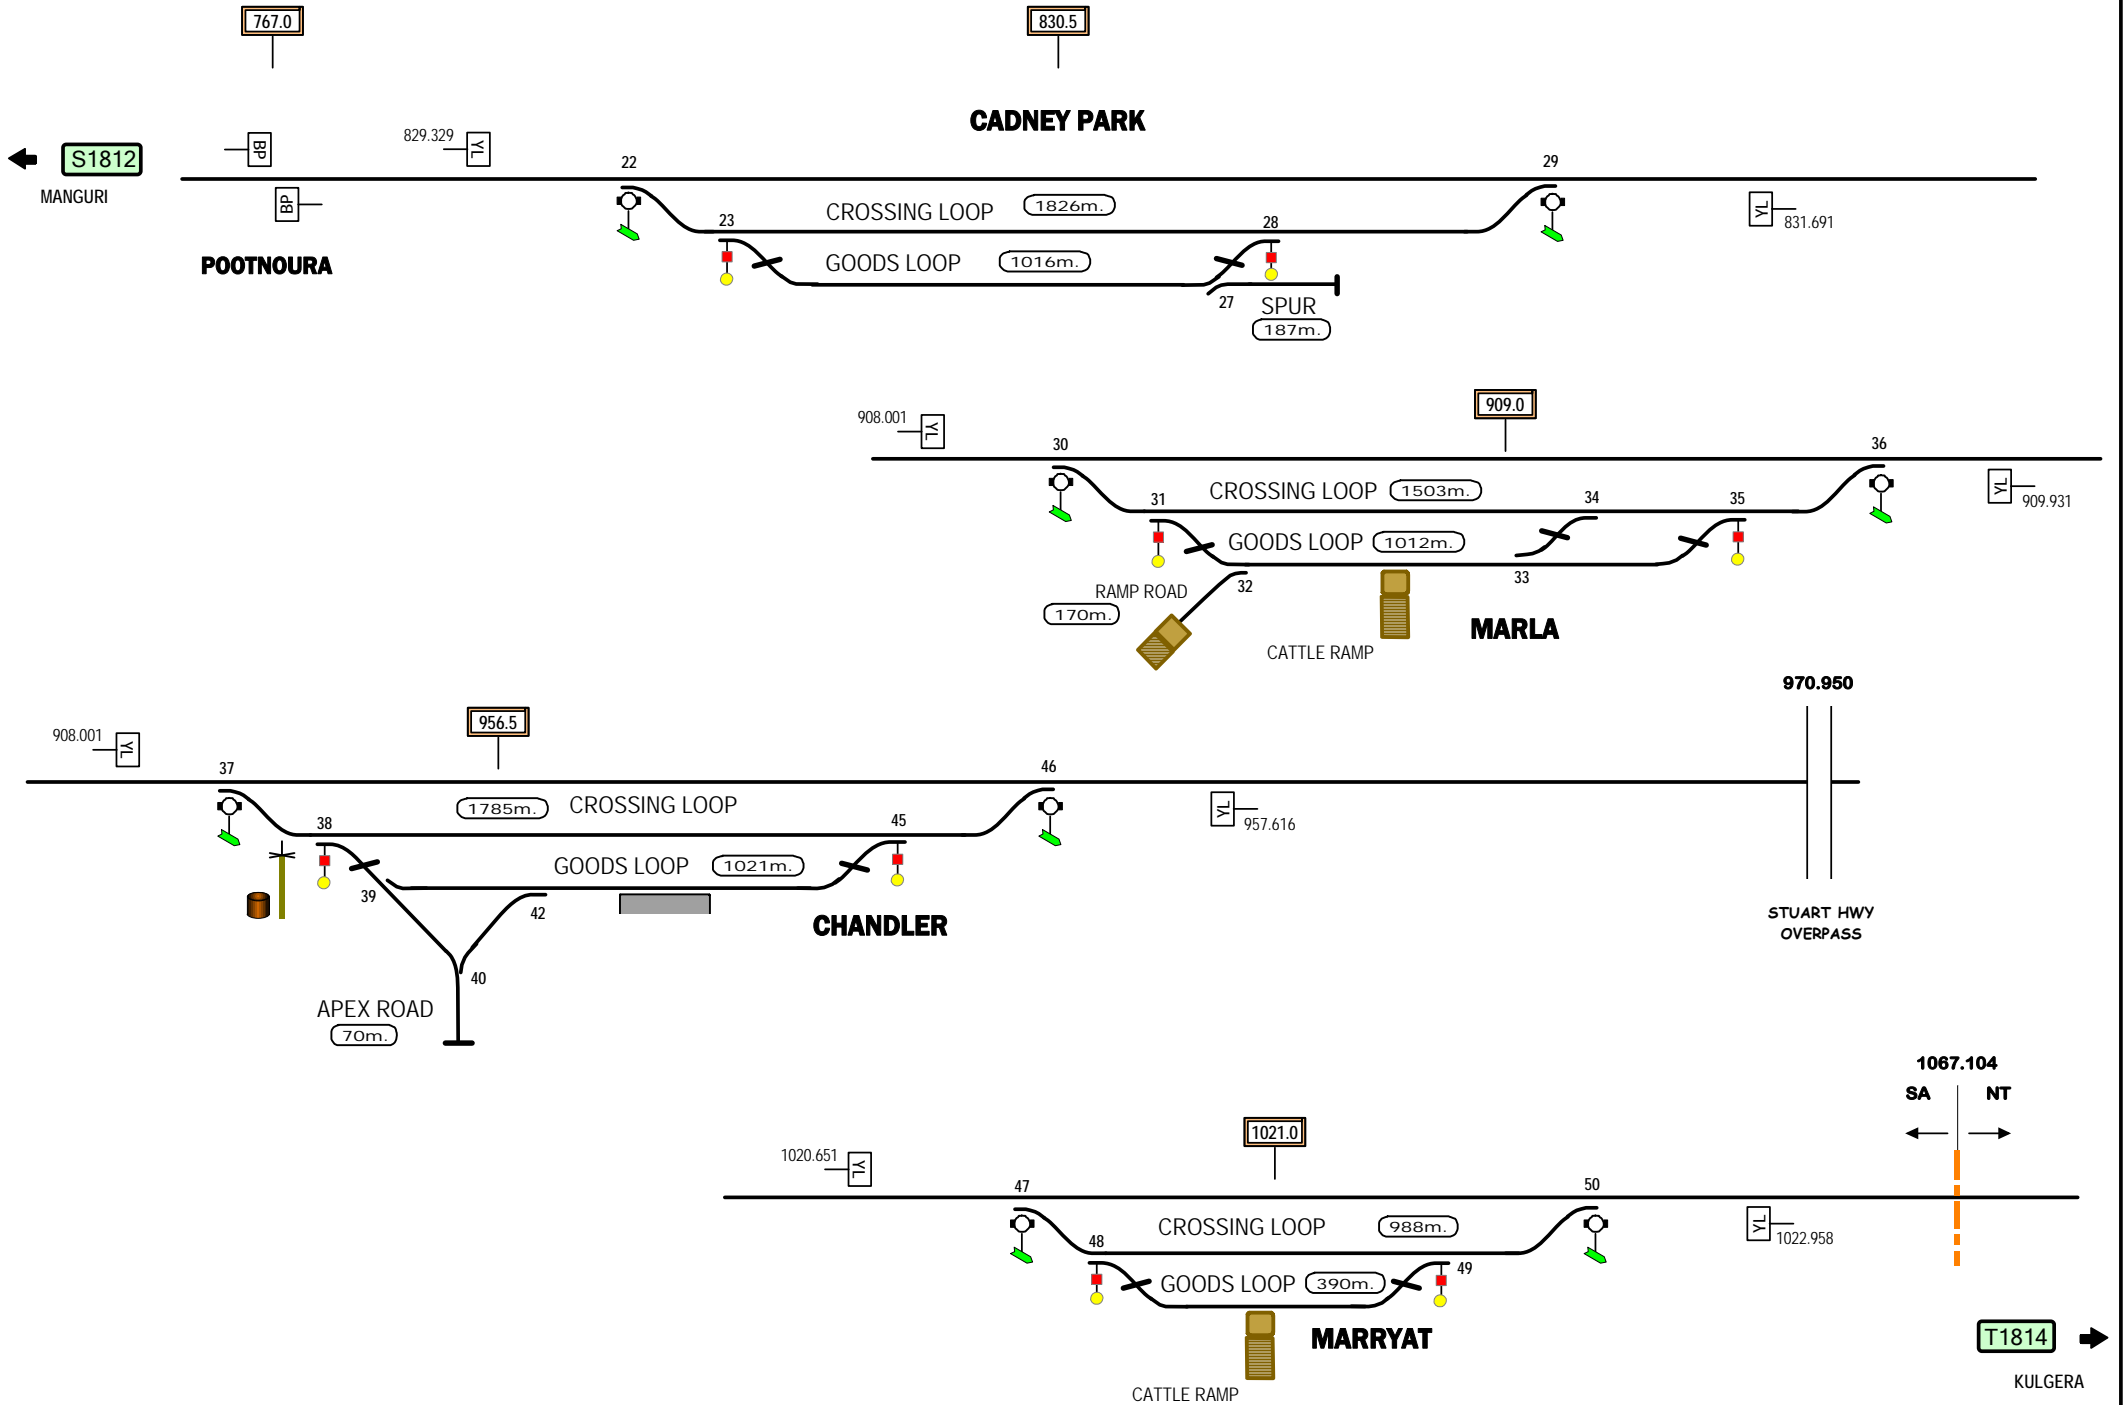 767.0
830.5
CADNEY PARK
S1812
MANGURI
BP
BP
POOTNOURA
829.329
YL
22
29
CROSSING LOOP 1826m.
23
28
GOODS LOOP 1016m.
27
SPUR
187m.
YL
831.691
909.0
908.001
YL
30
36
CROSSING LOOP 1503m.
31
34
35
GOODS LOOP 1012m.
YL
909.931
RAMP ROAD
170m.
32
33
CATTLE RAMP
MARLA
970.950
956.5
908.001
YL
37
46
1785m. CROSSING LOOP
YL
957.616
38
45
GOODS LOOP 1021m.
39
42
CHANDLER
STUART HWY
OVERPASS
40
APEX ROAD
70m.
1067.104
SA NT
1021.0
1020.651
YL
47
50
CROSSING LOOP 988m.
YL
1022.958
48
49
GOODS LOOP 390m.
MARRYAT
CATTLE RAMP
T1814
KULGERA